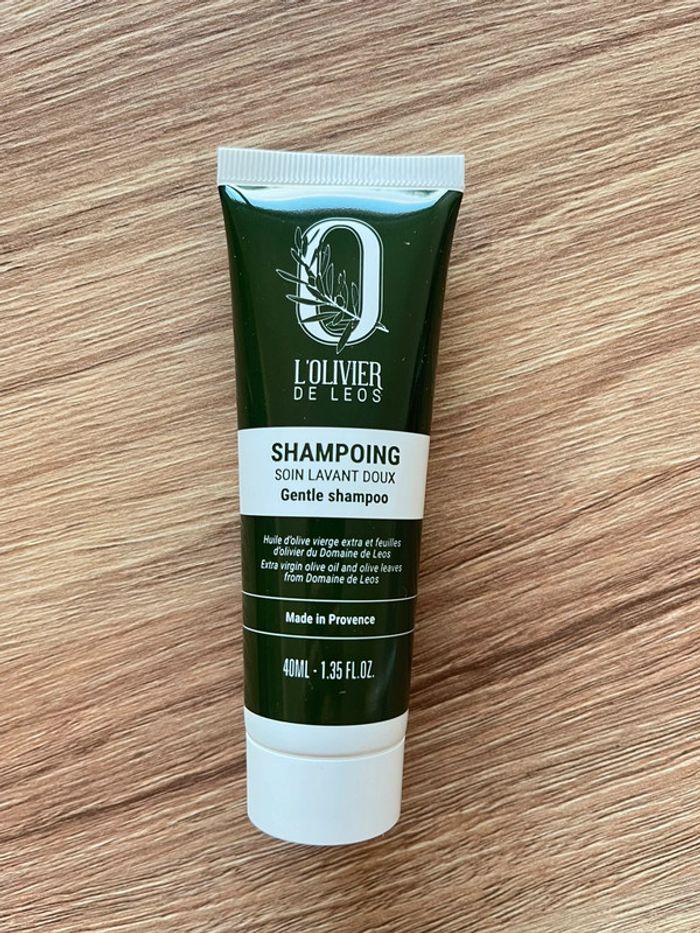 L'OLIVIER
DE LEOS
SHAMPOING
SOIN LAVANT DOUX
Gentle shampoo
Huile d'olive vierge extra et feuilles
d'olivier du Domaine de Leos
Extra virgin olive oil and olive leaves
from Domaine de Leos
Made in Provence
40ML - 1.35 FL.OZ.